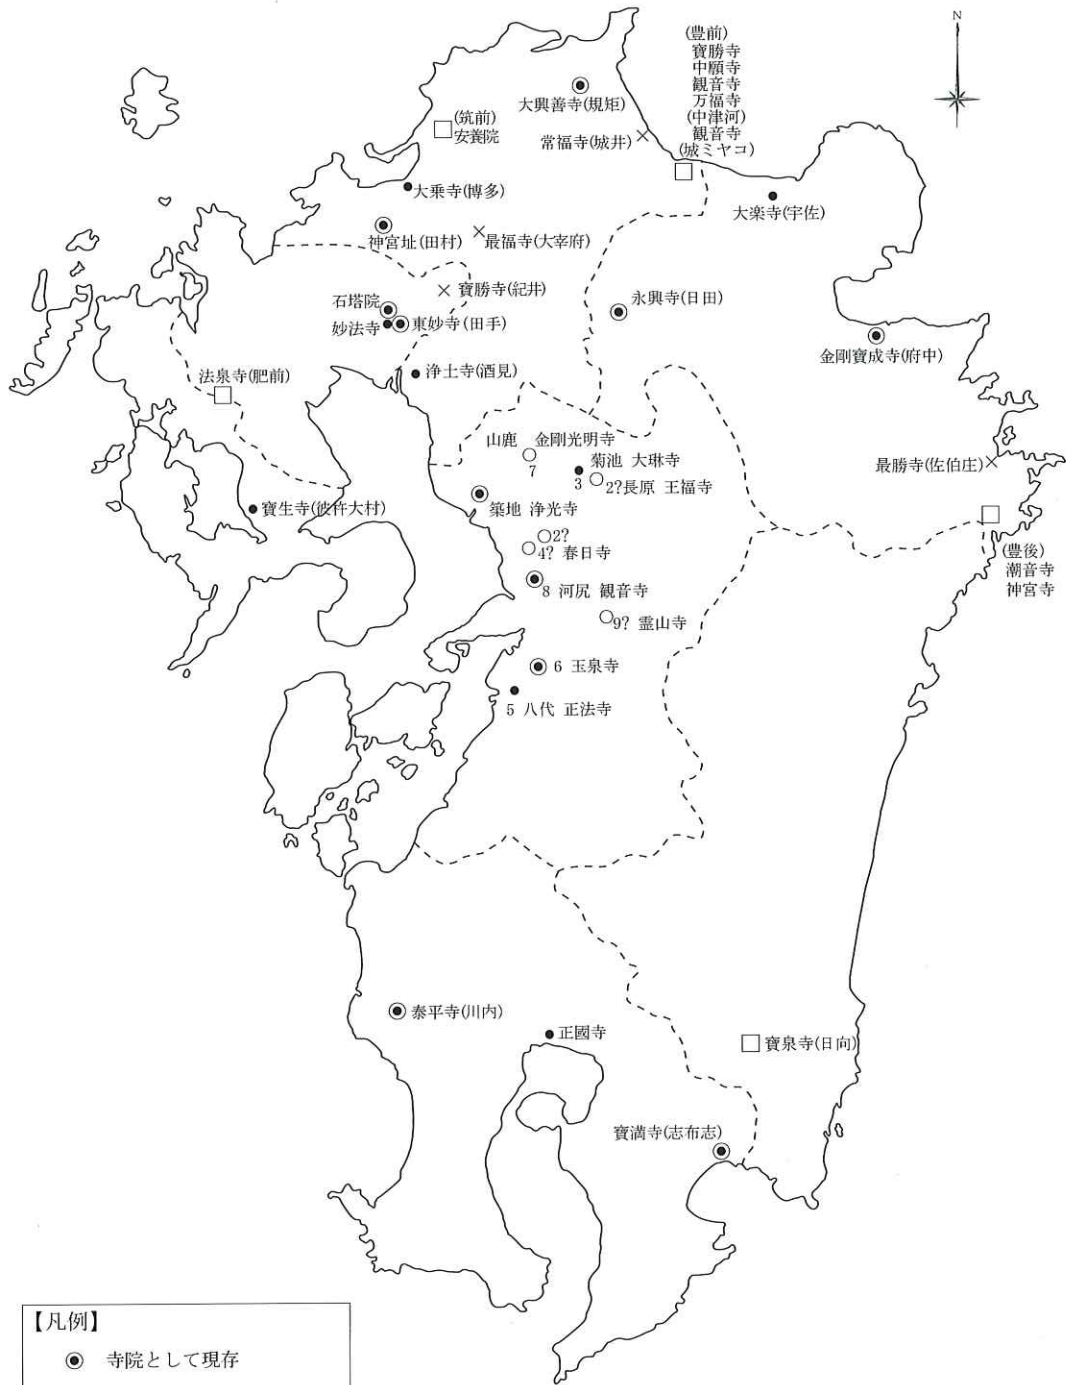 N
(豊前)
寶勝寺
中願寺
観音寺
万福寺
(中津河)
観音寺
(城ミヤコ)
大興善寺(規矩)
(筑前)
安養院
常福寺(城井)
大乗寺(博多)
大楽寺(宇佐)
神宮址(田村)
最福寺(大宰府)
寶勝寺(紀井)
石塔院
永興寺(日田)
妙法寺
東妙寺(田手)
金剛寶成寺(府中)
浄土寺(酒見)
法泉寺(肥前)
山鹿 金剛光明寺
7
菊池 大琳寺
3
2?長原 王福寺
最勝寺(佐伯庄)
築地 浄光寺
寶生寺(彼杵大村)
2?
4? 春日寺
(豊後)
潮音寺
神宮寺
8 河尻 観音寺
9? 霊山寺
6 玉泉寺
5 八代 正法寺
泰平寺(川内)
正國寺
寶泉寺(日向)
寶満寺(志布志)
【凡例】
寺院として現存